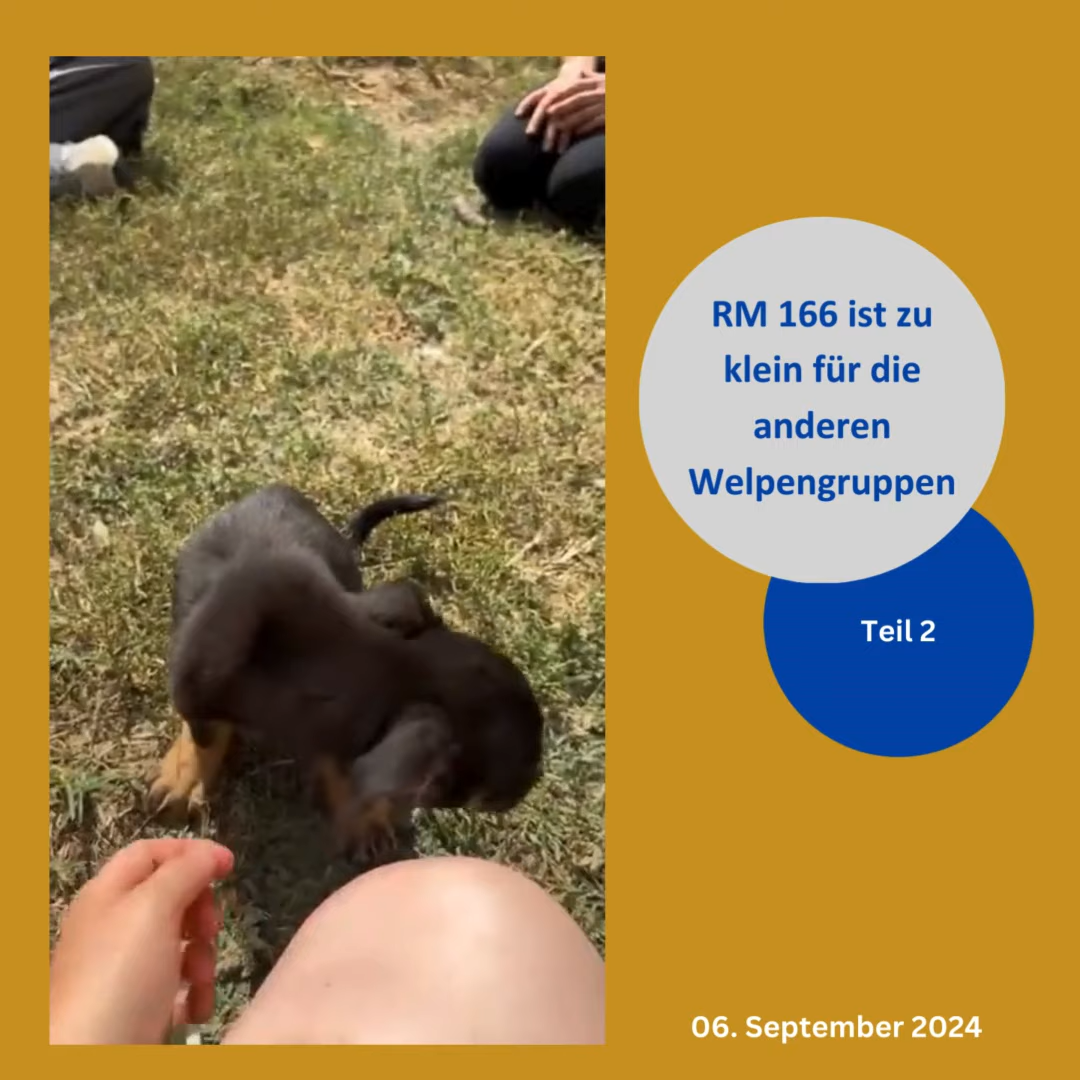 RM 166 ist zu
klein für die
anderen
Welpengruppen
Teil 2
06. September 2024